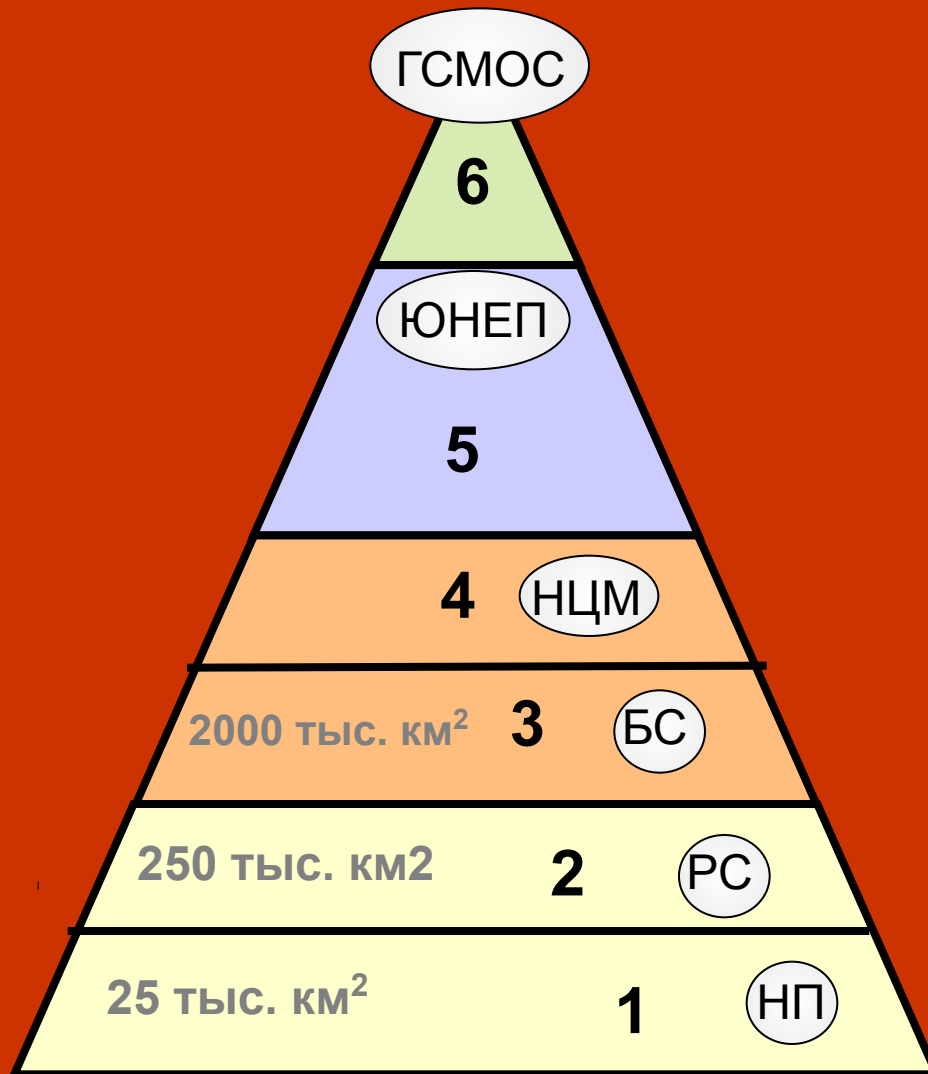 ГСМОС
6
ЮНЕП
5
4 НЦМ
2000 тыс. км² 3 БС
250 тыс. км2 2 РС
25 тыс. км² 1 НП